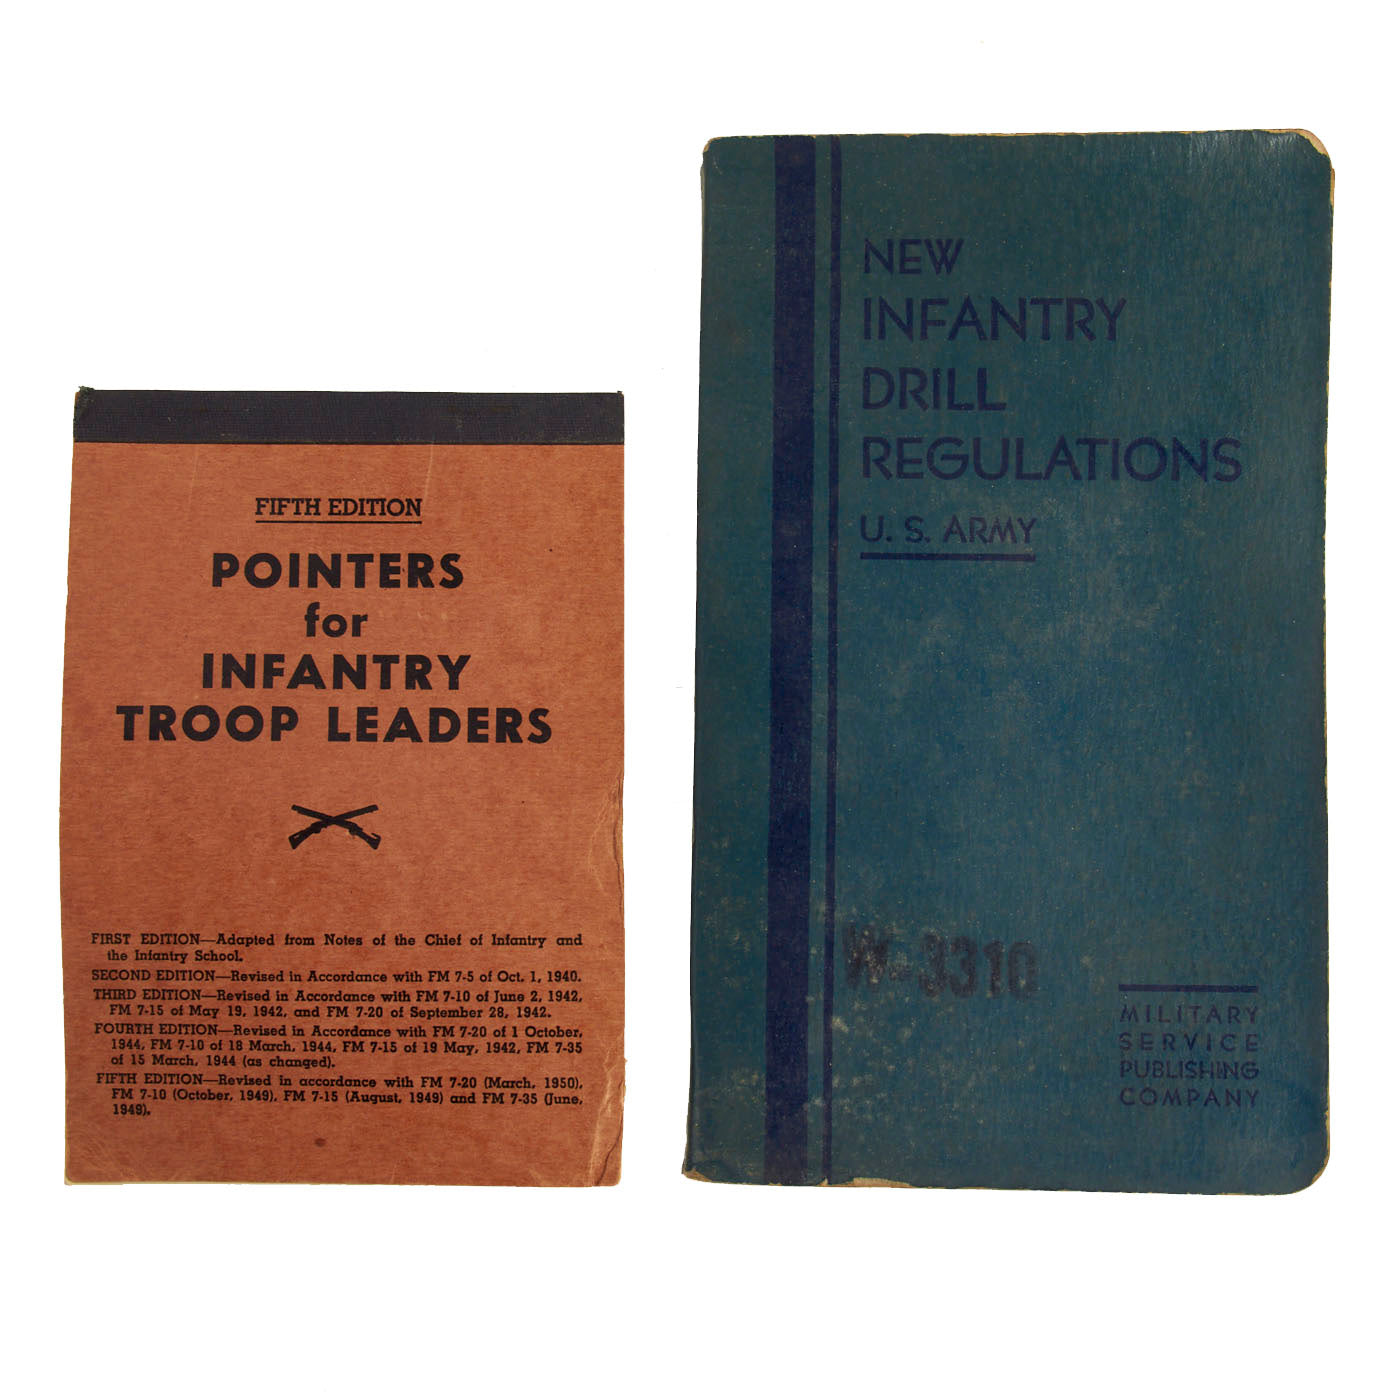 FIFTH EDITION
POINTERS
for
INFANTRY
TROOP LEADERS
FIRST EDITION—Adapted from Notes of the Chief of Infantry and
the Infantry School.
SECOND EDITION—Revised in Accordance with FM 7-5 of Oct. 1, 1940.
THIRD EDITION—Revised in Accordance with FM 7-10 of June 2, 1942,
FM 7-15 of May 19, 1942, and FM 7-20 of September 28, 1942.
FOURTH EDITION—Revised in Accordance with FM 7-20 of 1 October,
1944, FM 7-10 of 18 March, 1944, FM 7-15 of 19 May, 1942, FM 7-35
of 15 March, 1944 (as changed).
FIFTH EDITION—Revised in accordance with FM 7-20 (March, 1950),
FM 7-10 (October, 1949), FM 7-15 (August, 1949) and FM 7-35 (June,
1949).
NEW
INFANTRY
DRILL
REGULATIONS
U. S. ARMY
W-3310
MILITARY
SERVICE
PUBLISHING
COMPANY